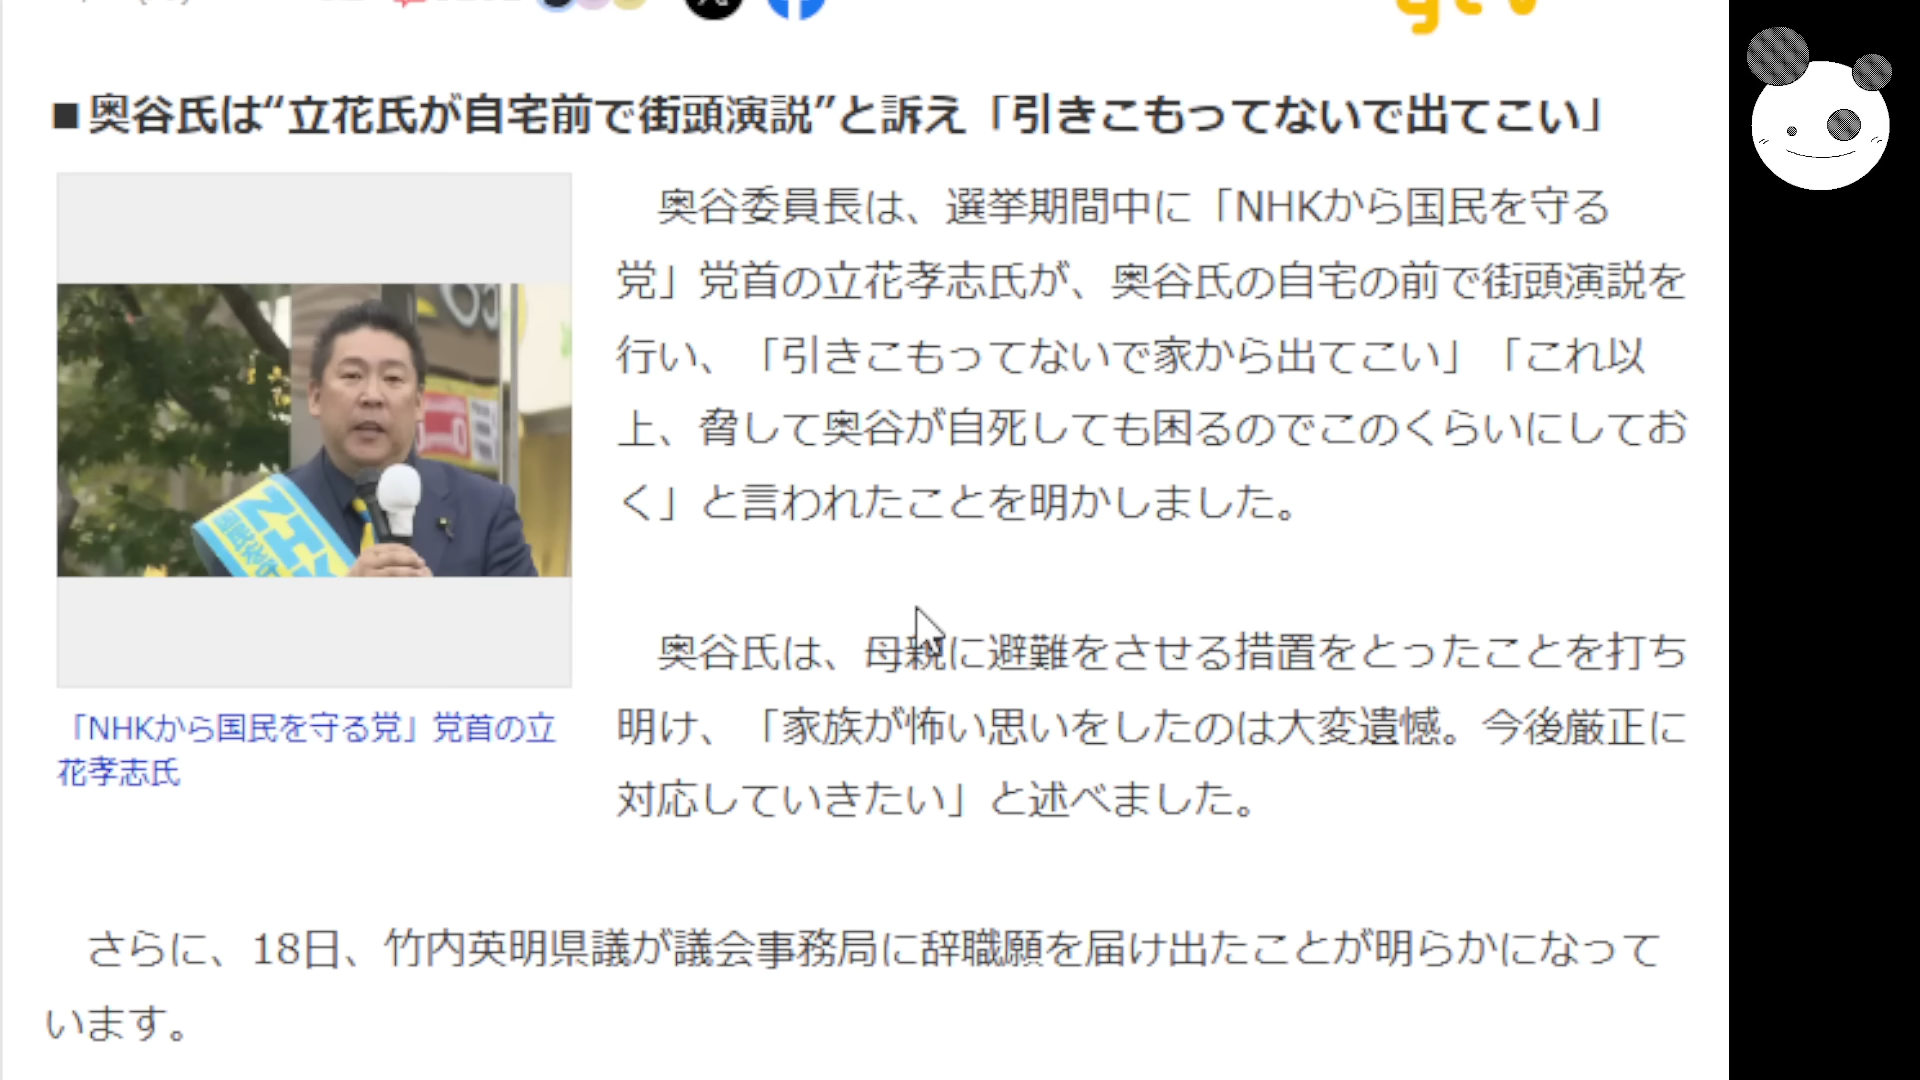 ■奥谷氏は“立花氏が自宅前で街頭演説”と訴え「引きこもってないで出てこい」
奥谷委員長は、選挙期間中に「NHKから国民を守る
党」党首の立花孝志氏が、奥谷氏の自宅の前で街頭演説を
行い、「引きこもってないで家から出てこい」「これ以
上、脅して奥谷が自死しても困るのでこのくらいにしてお
く」と言われたことを明かしました。
奥谷氏は、母親に避難をさせる措置をとったことを打ち
明け、「家族が怖い思いをしたのは大変遺憾。今後厳正に
対応していきたい」と述べました。
「NHKから国民を守る党」党首の立
花孝志氏
さらに、18日、竹内英明県議が議会事務局に辞職願を届け出たことが明らかになって
います。